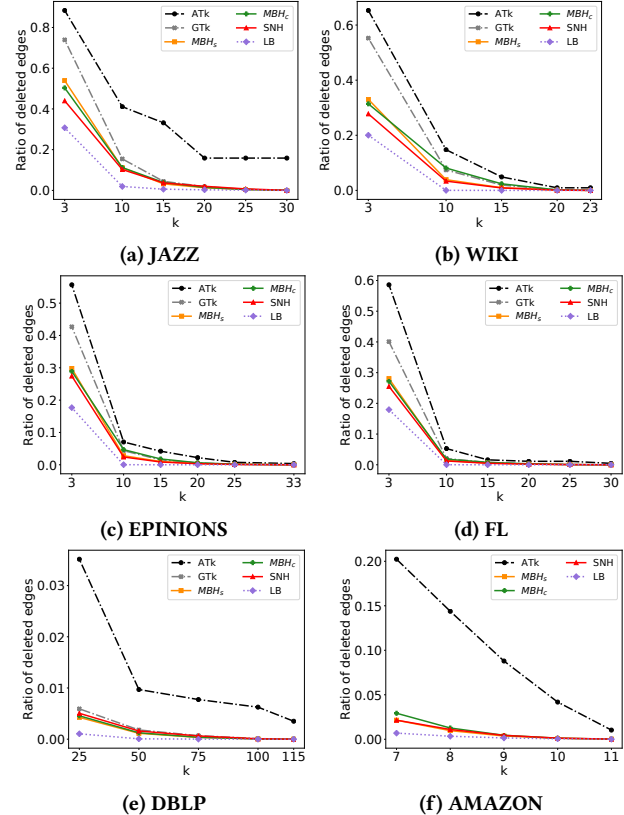 ATk
GTk
MBHs
MBHc
SNH
LB
Ratio of deleted edges
0.8
0.6
0.4
0.2
0.0
3 10 15 20 25 30
k
(a) JAZZ
ATk
GTk
MBHs
MBHc
SNH
LB
Ratio of deleted edges
0.6
0.4
0.2
0.0
3 10 15 20 23
k
(b) WIKI
ATk
GTk
MBHs
MBHc
SNH
LB
Ratio of deleted edges
0.5
0.4
0.3
0.2
0.1
0.0
3 10 15 20 25 33
k
(c) EPINIONS
ATk
GTk
MBHs
MBHc
SNH
LB
Ratio of deleted edges
0.6
0.5
0.4
0.3
0.2
0.1
0.0
3 10 15 20 25 30
k
(d) FL
ATk
GTk
MBHs
MBHc
SNH
LB
Ratio of deleted edges
0.03
0.02
0.01
0.00
25 50 75 100 115
k
(e) DBLP
ATk
MBHs
MBHc
SNH
LB
Ratio of deleted edges
0.20
0.15
0.10
0.05
0.00
7 8 9 10 11
k
(f) AMAZON